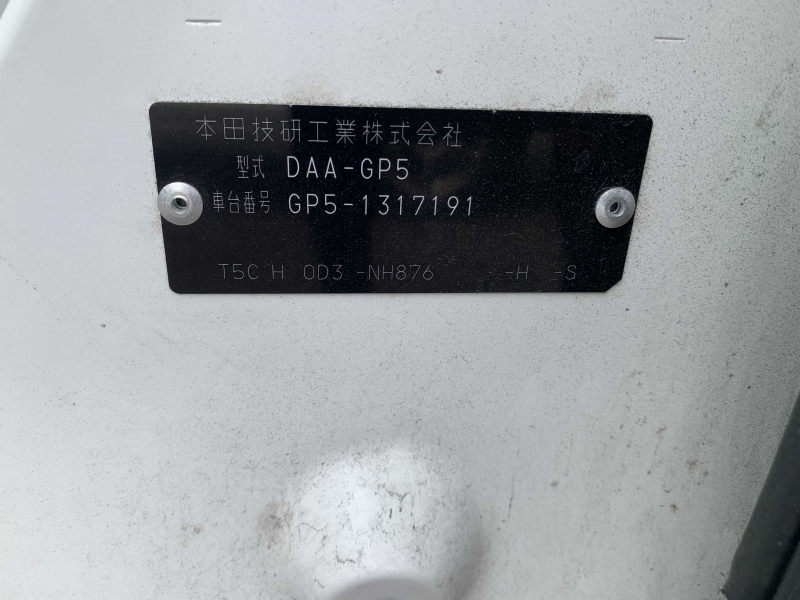 本田技研工業株式会社
型式 DAA-GP5
車台番号 GP5-1317191
T5C H 0D3 -NH876 -H -S